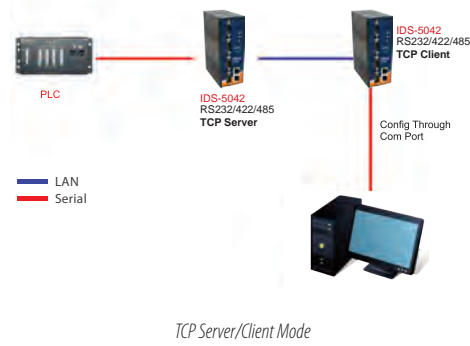 IDS-5042
RS232/422/485
TCP Client
PLC
IDS-5042
RS232/422/485
TCP Server
Config Through
Com Port
LAN
Serial
TCP Server/Client Mode